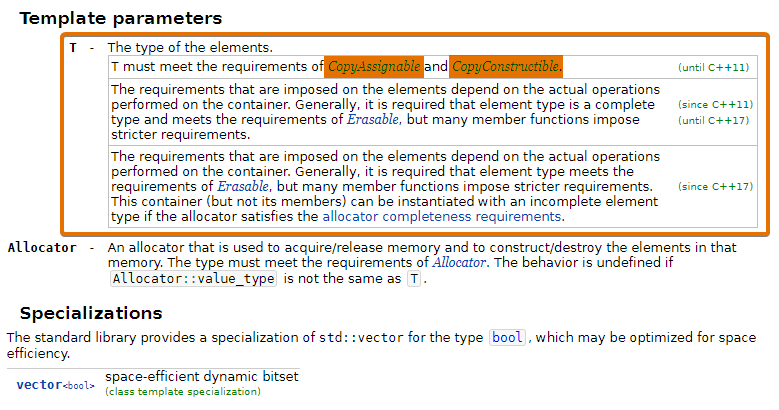 Template parameters
T - The type of the elements.
T must meet the requirements of CopyAssignable and CopyConstructible. (until C++11)
The requirements that are imposed on the elements depend on the actual operations
performed on the container. Generally, it is required that element type is a complete (since C++11)
type and meets the requirements of Erasable, but many member functions impose (until C++17)
stricter requirements.
The requirements that are imposed on the elements depend on the actual operations
performed on the container. Generally, it is required that element type meets the
requirements of Erasable, but many member functions impose stricter requirements. (since C++17)
This container (but not its members) can be instantiated with an incomplete element
type if the allocator satisfies the allocator completeness requirements.
Allocator - An allocator that is used to acquire/release memory and to construct/destroy the elements in that
memory. The type must meet the requirements of Allocator. The behavior is undefined if
Allocator::value_type is not the same as T.
Specializations
The standard library provides a specialization of std::vector for the type bool, which may be optimized for space
efficiency.
vector<bool> space-efficient dynamic bitset
(class template specialization)